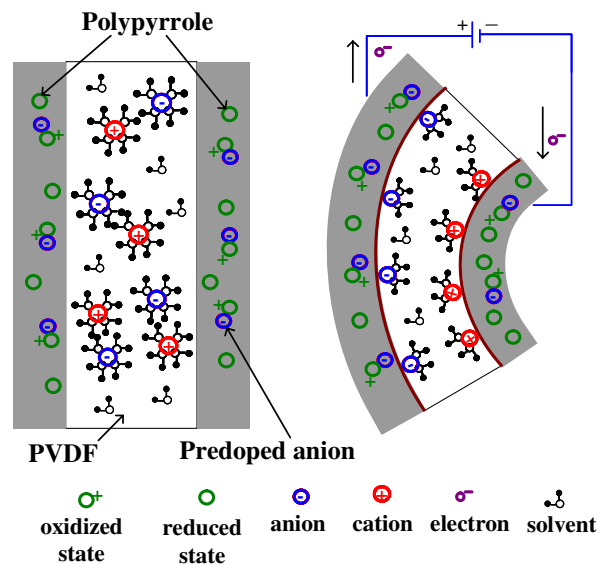 Polypyrrole
+ −
e-
e-
PVDF
Predoped anion
oxidized
state
reduced
state
anion
cation
electron
solvent